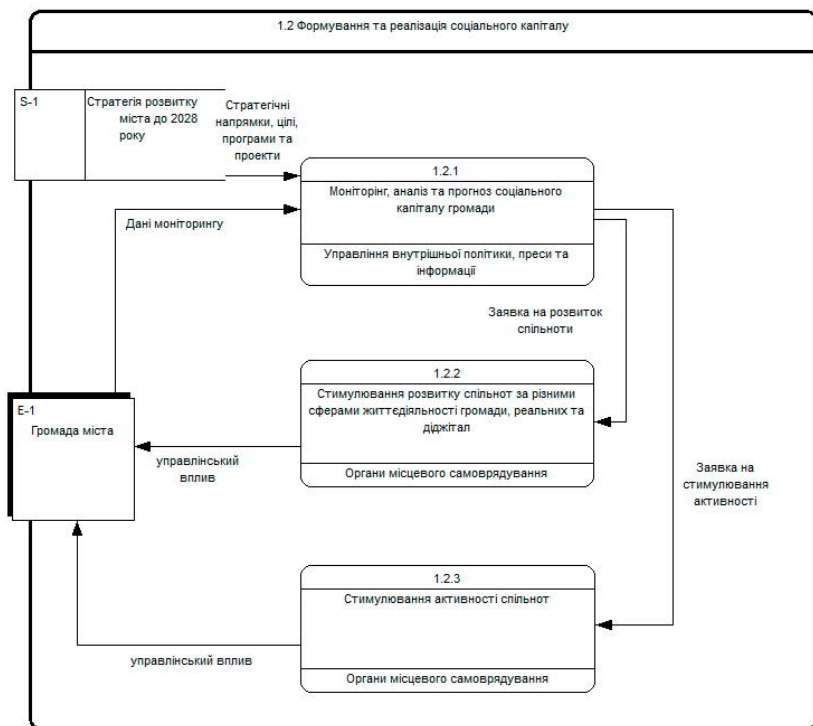 1.2 Формування та реалізація соціального капіталу
S-1
Стратегія розвитку
міста до 2028
року
Стратегічні
напрямки, цілі,
програми та
проекти
1.2.1
Моніторінг, аналіз та прогноз соціального
капіталу громади
Управління внутрішньої політики, преси та
інформації
Дані моніторингу
Заявка на розвиток
спільноти
1.2.2
Стимулювання розвитку спільнот за різними
сферами життєдіяльності громади, реальних та
діджітал
Органи місцевого самоврядування
E-1
Громада міста
управлінський
вплив
Заявка на
стимулювання
активності
1.2.3
Стимулювання активності спільнот
Органи місцевого самоврядування
управлінський вплив